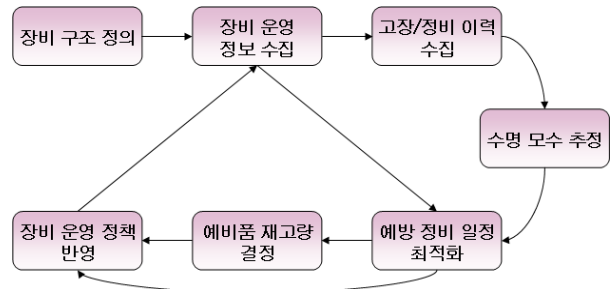 장비 구조 정의
장비 운영
정보 수집
고장/정비 이력
수집
수명 모수 추정
예방 정비 일정
최적화
예비품 재고량
결정
장비 운영 정책
반영